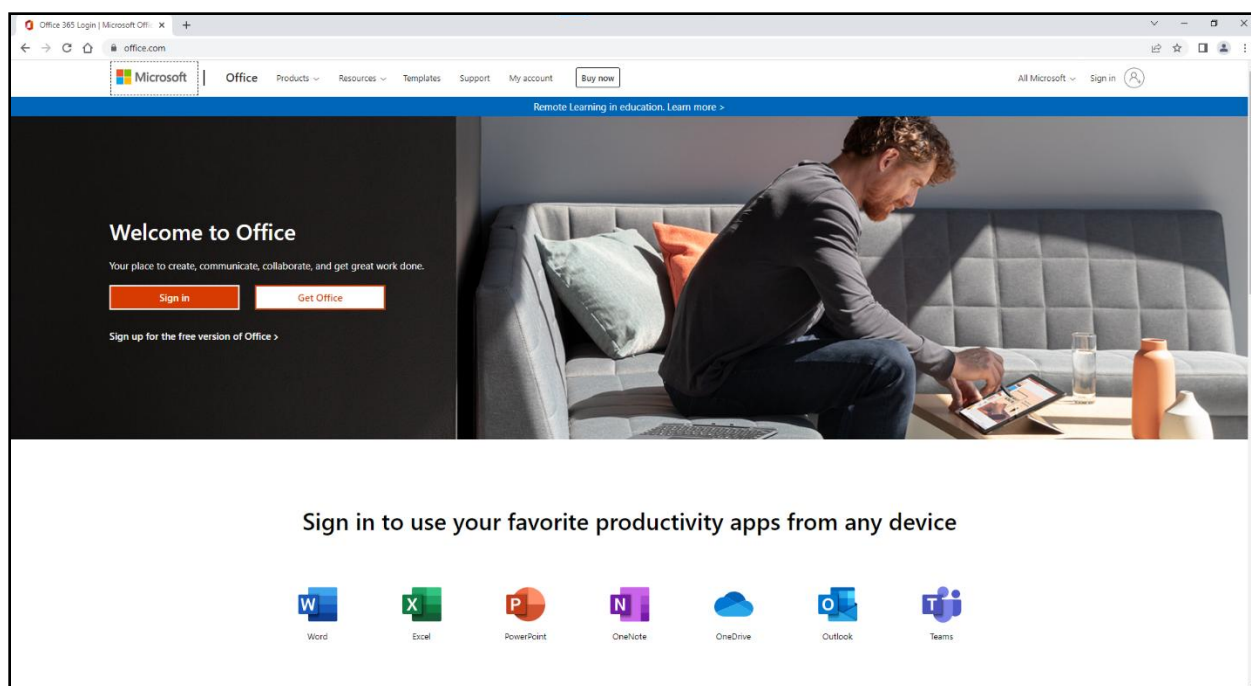 Office 365 Login | Microsoft Offi
office.com
Microsoft Office Products Resources Templates Support My account Buy now All Microsoft Sign in
Remote Learning in education. Learn more >
Welcome to Office
Your place to create, communicate, collaborate, and get great work done.
Sign in Get Office
Sign up for the free version of Office >
Sign in to use your favorite productivity apps from any device
W X P N O T
Word Excel PowerPoint OneNote OneDrive Outlook Teams